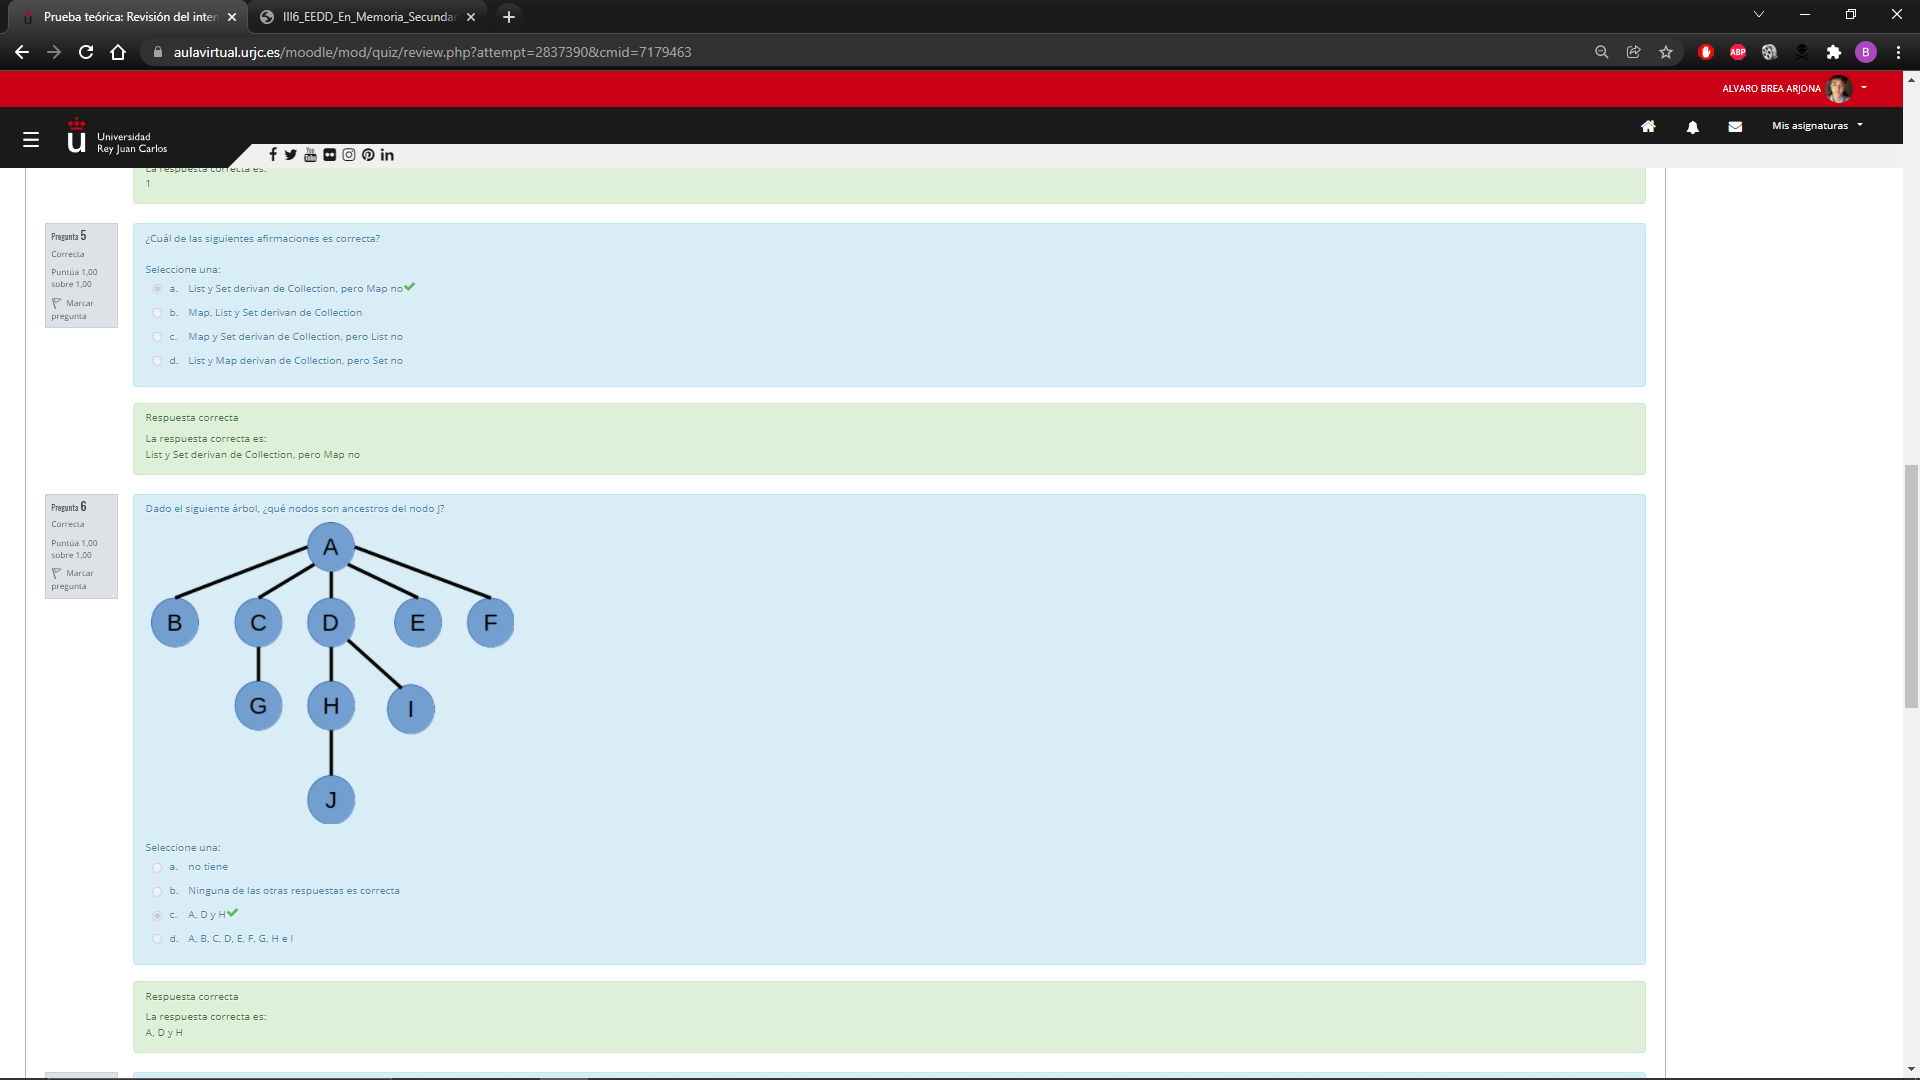 Prueba teórica: Revisión del inten
III6_EEDD_En_Memoria_Secundar
aulavirtual.urjc.es/moodle/mod/quiz/review.php?attempt=2837390&cmid=7179463
ABP
B
ALVARO BREA ARJONA
Universidad
Rey Juan Carlos
Mis asignaturas
La respuesta correcta es:
1
Pregunta 5
Correcta
Puntúa 1,00
sobre 1,00
Marcar
pregunta
¿Cuál de las siguientes afirmaciones es correcta?
Seleccione una:
a. List y Set derivan de Collection, pero Map no
b. Map, List y Set derivan de Collection
c. Map y Set derivan de Collection, pero List no
d. List y Map derivan de Collection, pero Set no
Respuesta correcta
La respuesta correcta es:
List y Set derivan de Collection, pero Map no
Pregunta 6
Correcta
Puntúa 1,00
sobre 1,00
Marcar
pregunta
Dado el siguiente árbol, ¿qué nodos son ancestros del nodo J?
A
B C D E F
G H I
J
Seleccione una:
a. no tiene
b. Ninguna de las otras respuestas es correcta
c. A, D y H
d. A, B, C, D, E, F, G, H e I
Respuesta correcta
La respuesta correcta es:
A, D y H